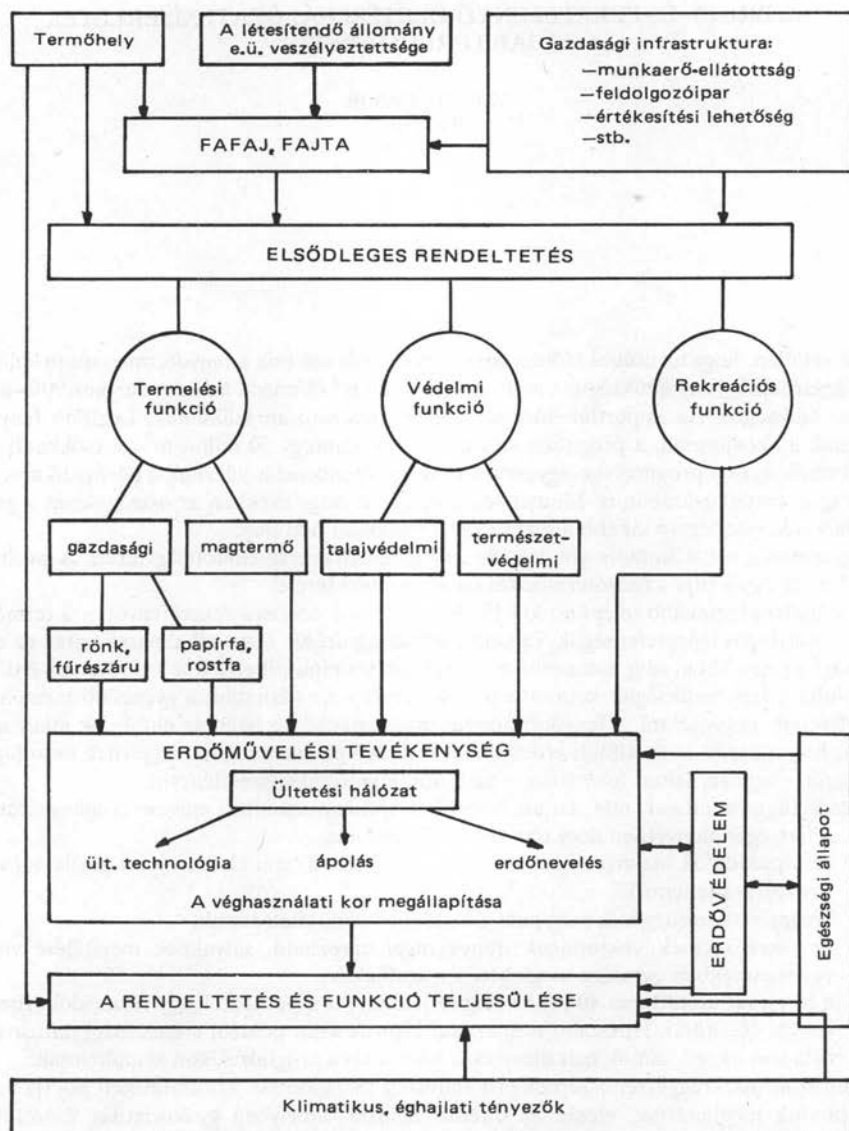 Termőhely
A létesítendő állomány
e.ü. veszélyeztettsége
Gazdasági infrastruktura:
—munkaerő-ellátottság
—feldolgozóipar
—értékesítési lehetőség
—stb.
FAFAJ, FAJTA
ELSŐDLEGES RENDELTETÉS
Termelési
funkció
Védelmi
funkció
Rekreációs
funkció
gazdasági
magtermő
talajvédelmi
természet-
védelmi
rönk,
fűrészáru
papírfa,
rostfa
ERDŐMŰVELÉSI TEVÉKENYSÉG
Ültetési hálózat
ült. technológia
ápolás
erdőnevelés
A véghasználati kor megállapítása
ERDŐVÉDELEM
Egészségi állapot
A RENDELTETÉS ÉS FUNKCIÓ TELJESÜLÉSE
Klimatikus, éghajlati tényezők